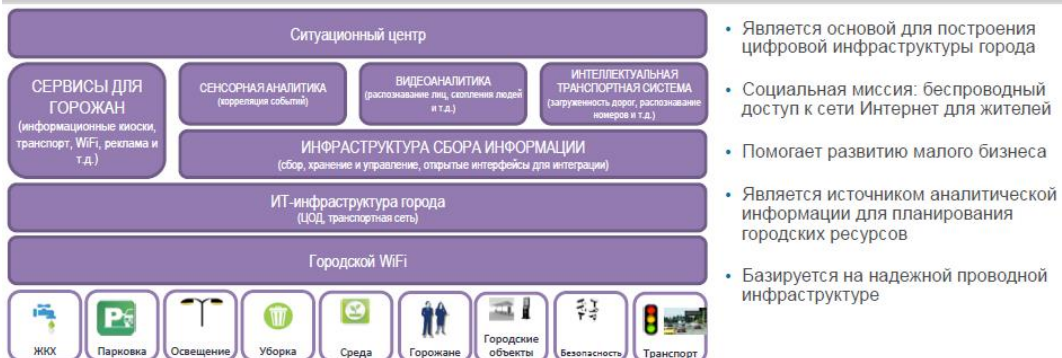 Ситуационный центр
СЕРВИСЫ ДЛЯ
ГОРОЖАН
(информационные киоски,
транспорт, WiFi, реклама и
т.д.)
СЕНСОРНАЯ АНАЛИТИКА
(корреляция событий)
ВИДЕОАНАЛИТИКА
(распознавание лиц, скопления людей
и т.д.)
ИНТЕЛЛЕКТУАЛЬНАЯ
ТРАНСПОРТНАЯ СИСТЕМА
(загруженность дорог, распознавание
номеров и т.д.)
ИНФРАСТРУКТУРА СБОРА ИНФОРМАЦИИ
(сбор, хранение и управление, открытые интерфейсы для интеграции)
ИТ-инфраструктура города
(ЦОД, транспортная сеть)
Городской WiFi
ЖКХ
Парковка
Освещение
Уборка
Среда
Горожане
Городские
объекты
Безопасность
Транспорт
• Является основой для построения
цифровой инфраструктуры города
• Социальная миссия: беспроводный
доступ к сети Интернет для жителей
• Помогает развитию малого бизнеса
• Является источником аналитической
информации для планирования
городских ресурсов
• Базируется на надежной проводной
инфраструктуре